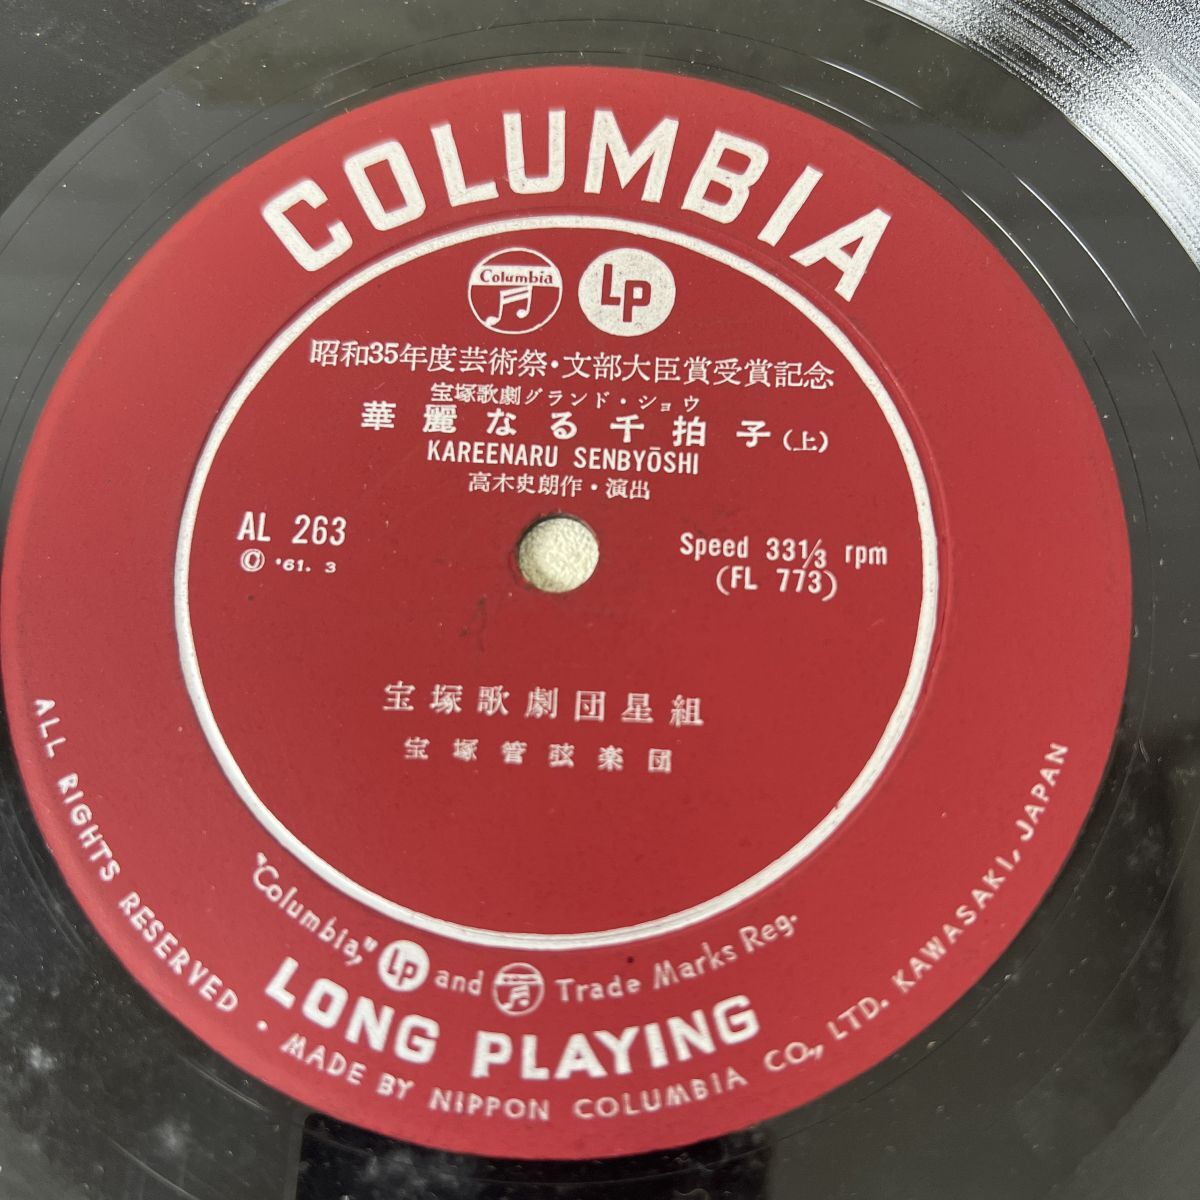 COLUMBIA
Columbia
LP
昭和35年度芸術祭・文部大臣賞受賞記念
宝塚歌劇グランド・ショウ
華麗なる千拍子(上)
KAREENARU SENBYŌSHI
高木史朗作・演出
AL 263
Ⓒ '61. 3
Speed 33 1/3 rpm
(FL 773)
宝塚歌劇団星組
宝塚管弦楽団
"Columbia," LP and Trade Marks Reg.
LONG PLAYING
ALL RIGHTS RESERVED · MADE BY NIPPON COLUMBIA CO., LTD. KAWASAKI, JAPAN